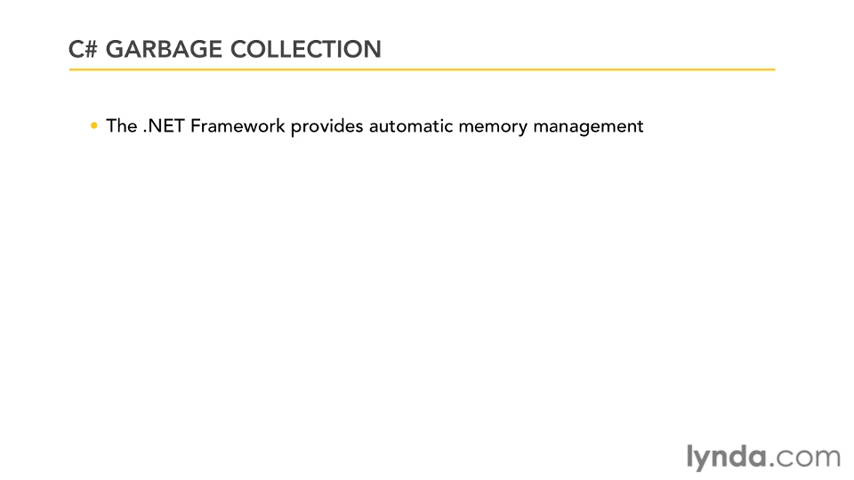 C# GARBAGE COLLECTION
• The .NET Framework provides automatic memory management
lynda.com